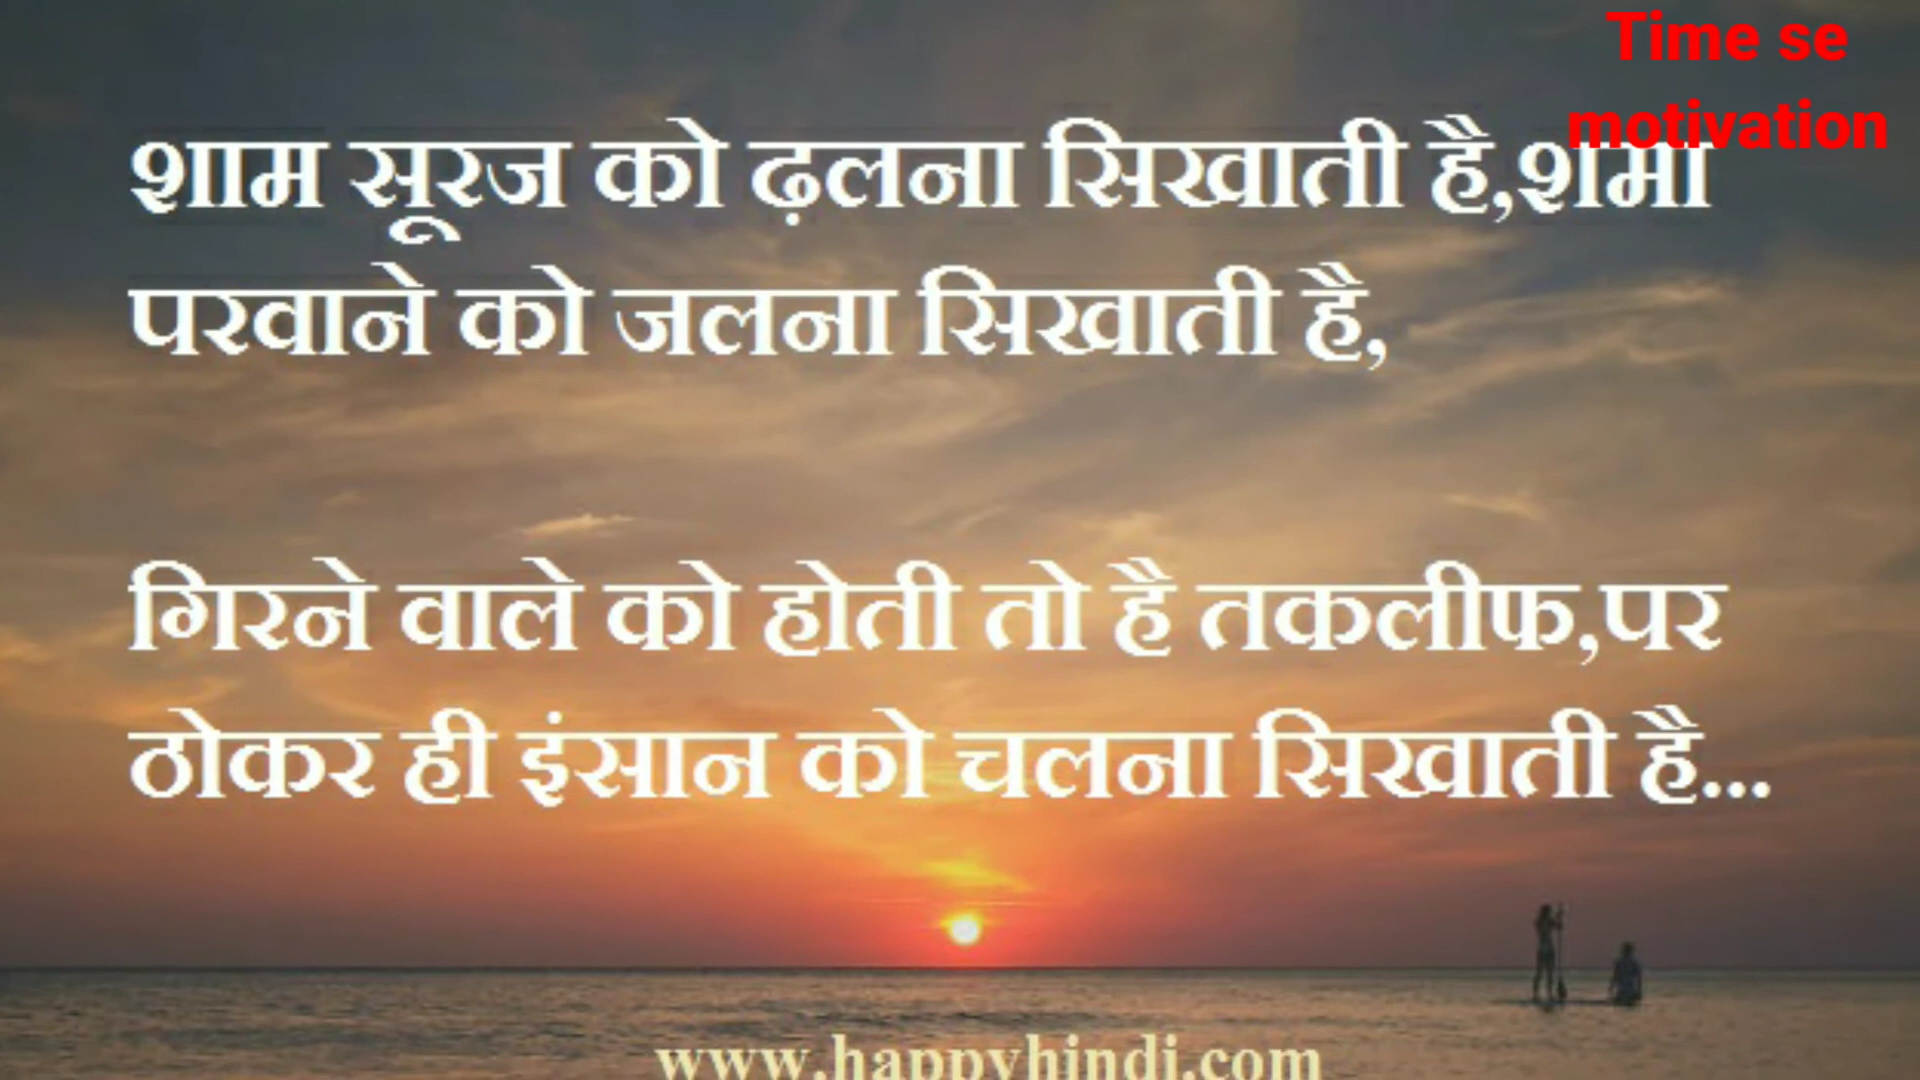 Time se
motivation
शाम सूरज को ढ़लना सिखाती है,शमा
परवाने को जलना सिखाती है,
गिरने वाले को होती तो है तकलीफ,पर
ठोकर ही इंसान को चलना सिखाती है...
www.happyhindi.com